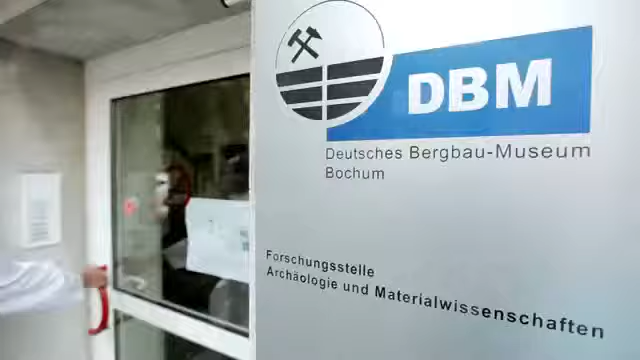 DBM
Deutsches Bergbau-Museum
Bochum
Forschungsstelle
Archäologie und Materialwissenschaften